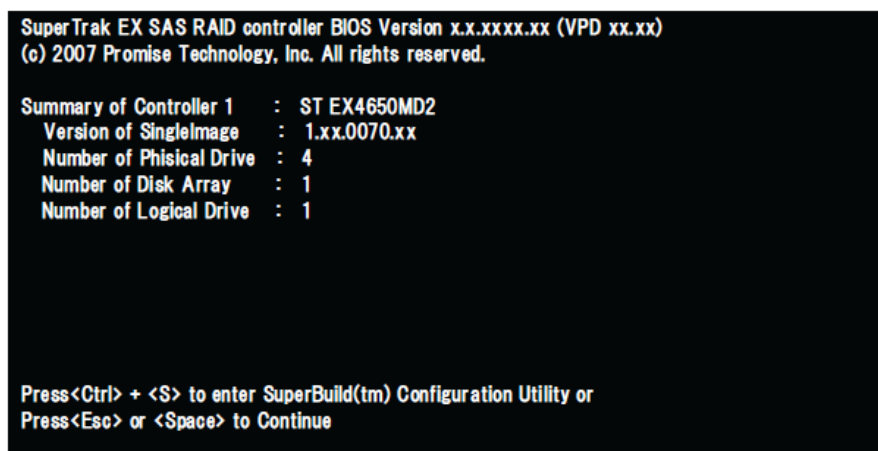 SuperTrak EX SAS RAID controller BIOS Version x.x.xxxx.xx (VPD xx.xx)
(c) 2007 Promise Technology, Inc. All rights reserved.
Summary of Controller 1 : ST EX4650MD2
Version of SingleImage : 1.xx.0070.xx
Number of Phisical Drive : 4
Number of Disk Array : 1
Number of Logical Drive : 1
Press<Ctrl> + <S> to enter SuperBuild(tm) Configuration Utility or
Press<Esc> or <Space> to Continue